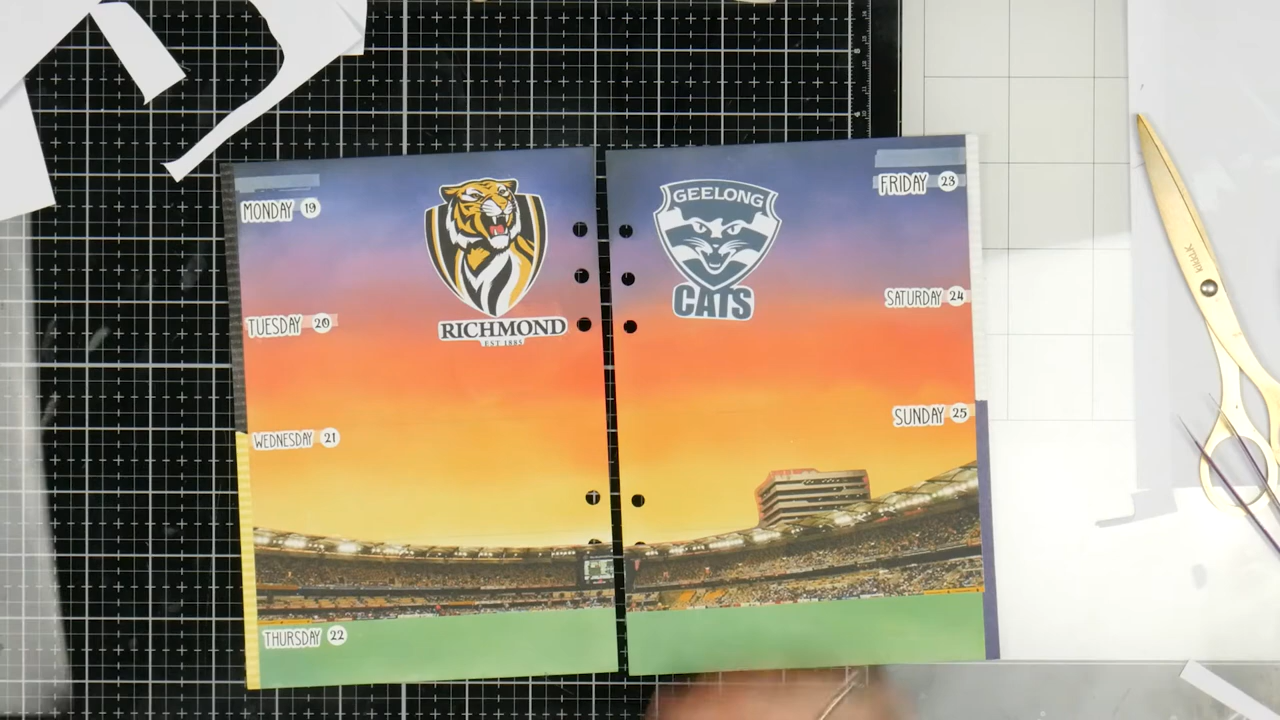 MONDAY 19
TUESDAY 20
WEDNESDAY 21
THURSDAY 22
RICHMOND
EST 1885
GEELONG
CATS
FRIDAY 23
SATURDAY 24
SUNDAY 25
kikki.K